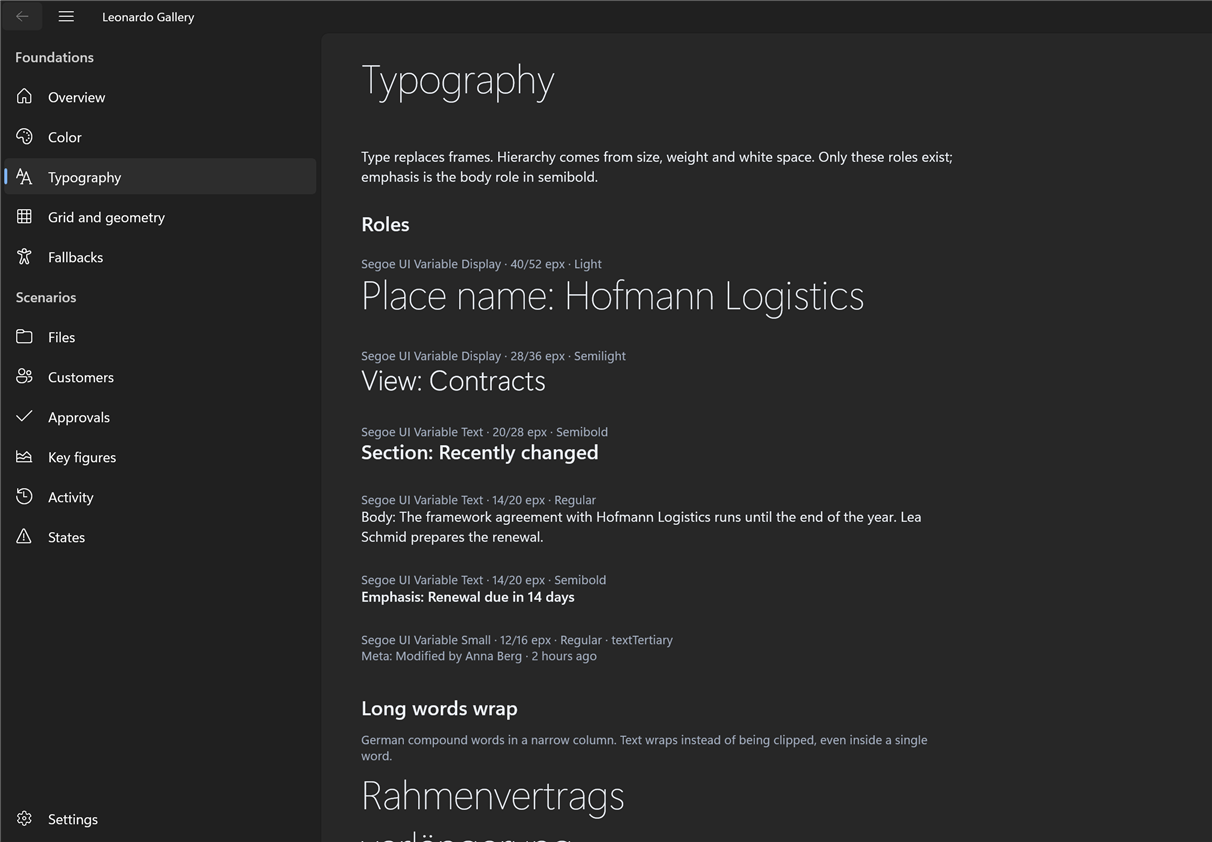 Leonardo Gallery
Foundations
Overview
Color
Typography
Grid and geometry
Fallbacks
Scenarios
Files
Customers
Approvals
Key figures
Activity
States
Settings
Typography
Type replaces frames. Hierarchy comes from size, weight and white space. Only these roles exist;
emphasis is the body role in semibold.
Roles
Segoe UI Variable Display · 40/52 epx · Light
Place name: Hofmann Logistics
Segoe UI Variable Display · 28/36 epx · Semilight
View: Contracts
Segoe UI Variable Text · 20/28 epx · Semibold
Section: Recently changed
Segoe UI Variable Text · 14/20 epx · Regular
Body: The framework agreement with Hofmann Logistics runs until the end of the year. Lea
Schmid prepares the renewal.
Segoe UI Variable Text · 14/20 epx · Semibold
Emphasis: Renewal due in 14 days
Segoe UI Variable Small · 12/16 epx · Regular · textTertiary
Meta: Modified by Anna Berg · 2 hours ago
Long words wrap
German compound words in a narrow column. Text wraps instead of being clipped, even inside a single
word.
Rahmenvertrags